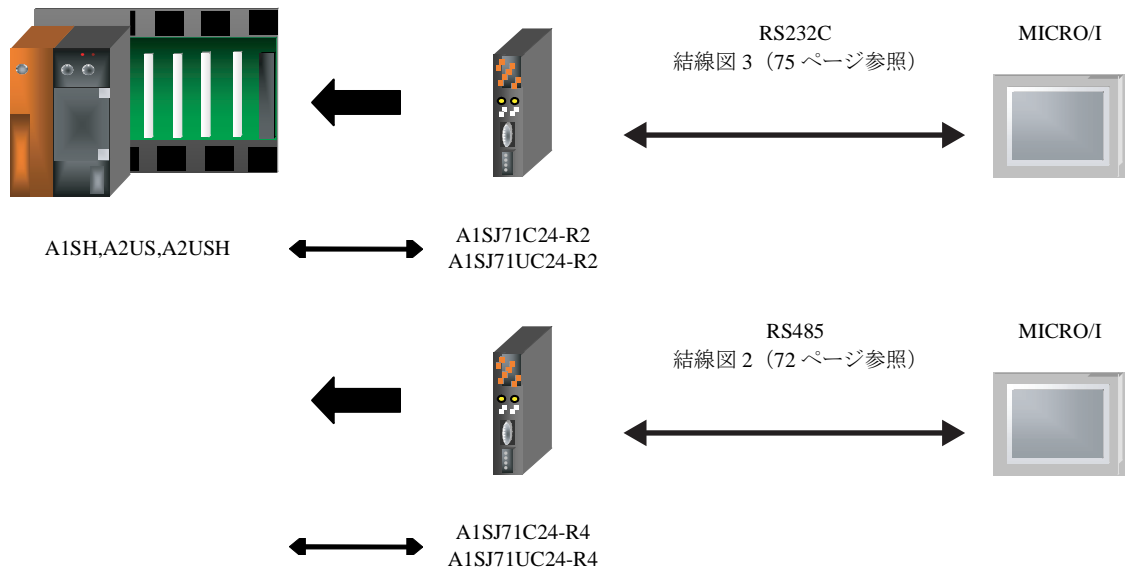 RS232C
結線図 3（75 ページ参照）
MICRO/I
A1SH,A2US,A2USH
A1SJ71C24-R2
A1SJ71UC24-R2
RS485
結線図 2（72 ページ参照）
MICRO/I
A1SJ71C24-R4
A1SJ71UC24-R4